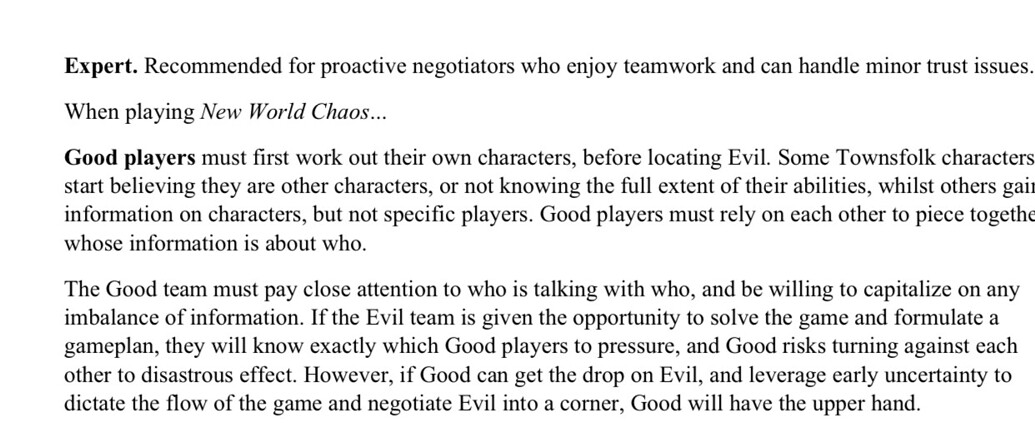 Expert. Recommended for proactive negotiators who enjoy teamwork and can handle minor trust issues.
When playing New World Chaos...
Good players must first work out their own characters, before locating Evil. Some Townsfolk characters
start believing they are other characters, or not knowing the full extent of their abilities, whilst others gai
information on characters, but not specific players. Good players must rely on each other to piece togethe
whose information is about who.
The Good team must pay close attention to who is talking with who, and be willing to capitalize on any
imbalance of information. If the Evil team is given the opportunity to solve the game and formulate a
gameplan, they will know exactly which Good players to pressure, and Good risks turning against each
other to disastrous effect. However, if Good can get the drop on Evil, and leverage early uncertainty to
dictate the flow of the game and negotiate Evil into a corner, Good will have the upper hand.